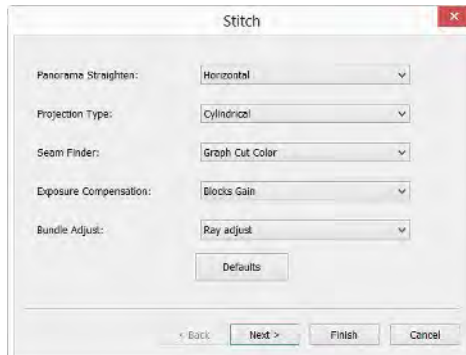 Stitch
Panorama Straighten: Horizontal
Projection Type: Cylindrical
Seam Finder: Graph Cut Color
Exposure Compensation: Blocks Gain
Bundle Adjust: Ray adjust
Defaults
< Back Next > Finish Cancel